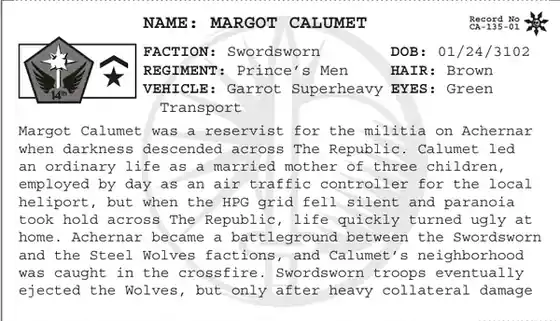 NAME: MARGOT CALUMET
Record No
CA-135-01
FACTION: Swordsworn DOB: 01/24/3102
REGIMENT: Prince's Men HAIR: Brown
VEHICLE: Garrot Superheavy EYES: Green
Transport
14th
Margot Calumet was a reservist for the militia on Achernar
when darkness descended across The Republic. Calumet led
an ordinary life as a married mother of three children,
employed by day as an air traffic controller for the local
heliport, but when the HPG grid fell silent and paranoia
took hold across The Republic, life quickly turned ugly at
home. Achernar became a battleground between the Swordsworn
and the Steel Wolves factions, and Calumet's neighborhood
was caught in the crossfire. Swordsworn troops eventually
ejected the Wolves, but only after heavy collateral damage